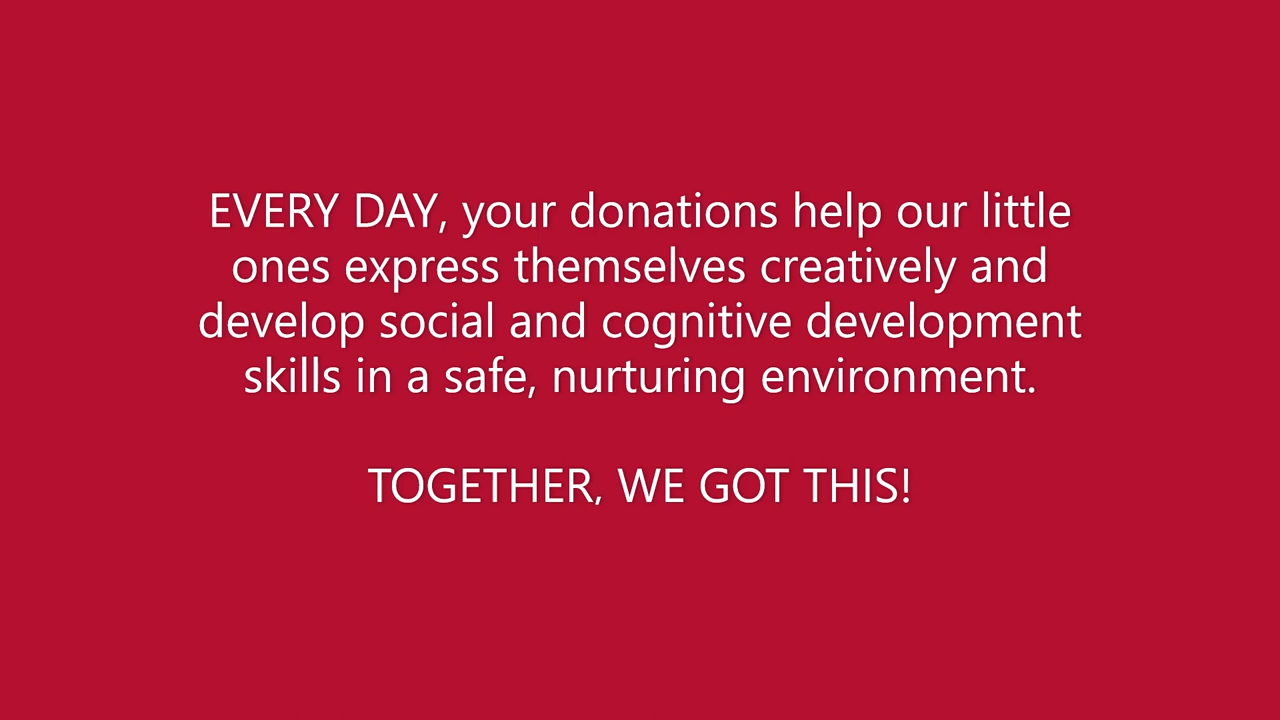 EVERY DAY, your donations help our little
ones express themselves creatively and
develop social and cognitive development
skills in a safe, nurturing environment.
TOGETHER, WE GOT THIS!